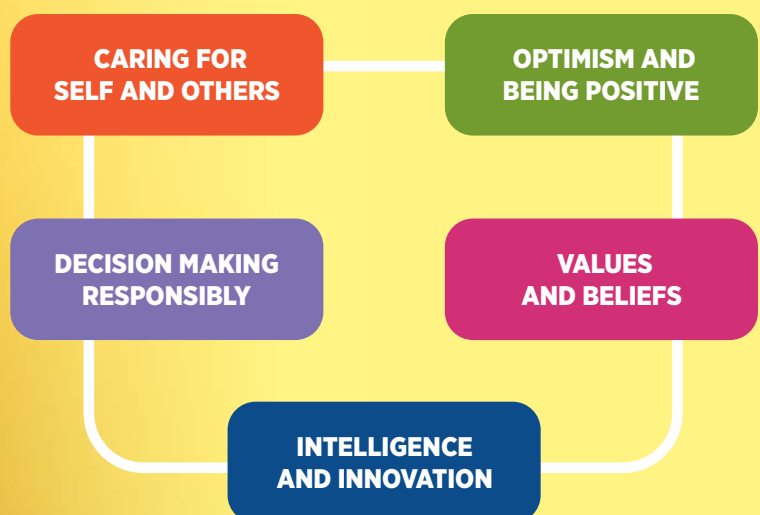 CARING FOR
SELF AND OTHERS
OPTIMISM AND
BEING POSITIVE
DECISION MAKING
RESPONSIBLY
VALUES
AND BELIEFS
INTELLIGENCE
AND INNOVATION